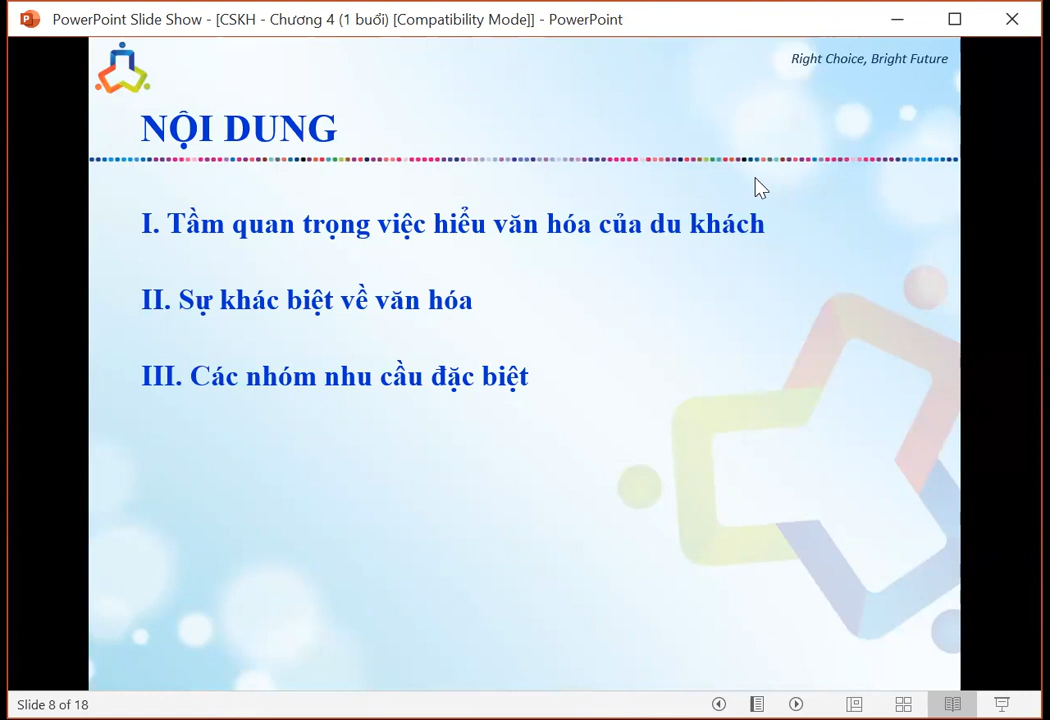 PowerPoint Slide Show - [CSKH - Chương 4 (1 buổi) [Compatibility Mode]] - PowerPoint
Right Choice, Bright Future
NỘI DUNG
I. Tầm quan trọng việc hiểu văn hóa của du khách
II. Sự khác biệt về văn hóa
III. Các nhóm nhu cầu đặc biệt
Slide 8 of 18